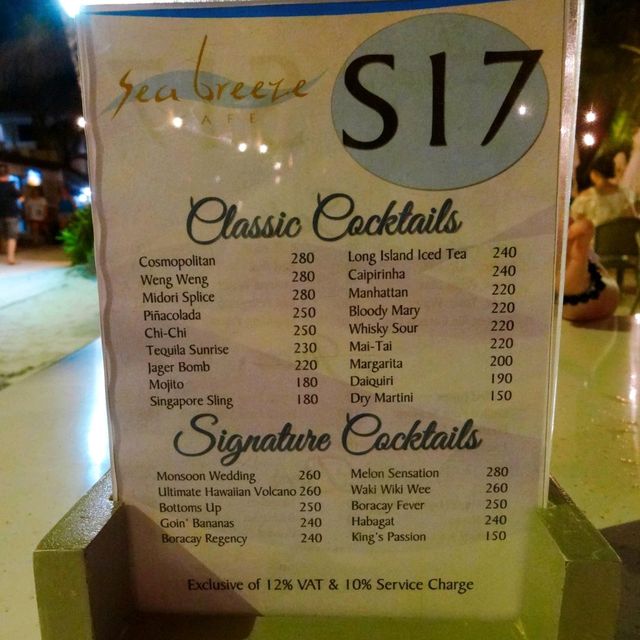 sea breeze
CAFE
S17
Classic Cocktails
Cosmopolitan 280
Weng Weng 280
Midori Splice 280
Piñacolada 250
Chi-Chi 250
Tequila Sunrise 230
Jager Bomb 220
Mojito 180
Singapore Sling 180
Long Island Iced Tea 240
Caipirinha 240
Manhattan 220
Bloody Mary 220
Whisky Sour 220
Mai-Tai 220
Margarita 200
Daiquiri 190
Dry Martini 150
Signature Cocktails
Monsoon Wedding 260
Ultimate Hawaiian Volcano 260
Bottoms Up 250
Goin' Bananas 240
Boracay Regency 240
Melon Sensation 280
Waki Wiki Wee 260
Boracay Fever 250
Habagat 240
King's Passion 150
Exclusive of 12% VAT & 10% Service Charge